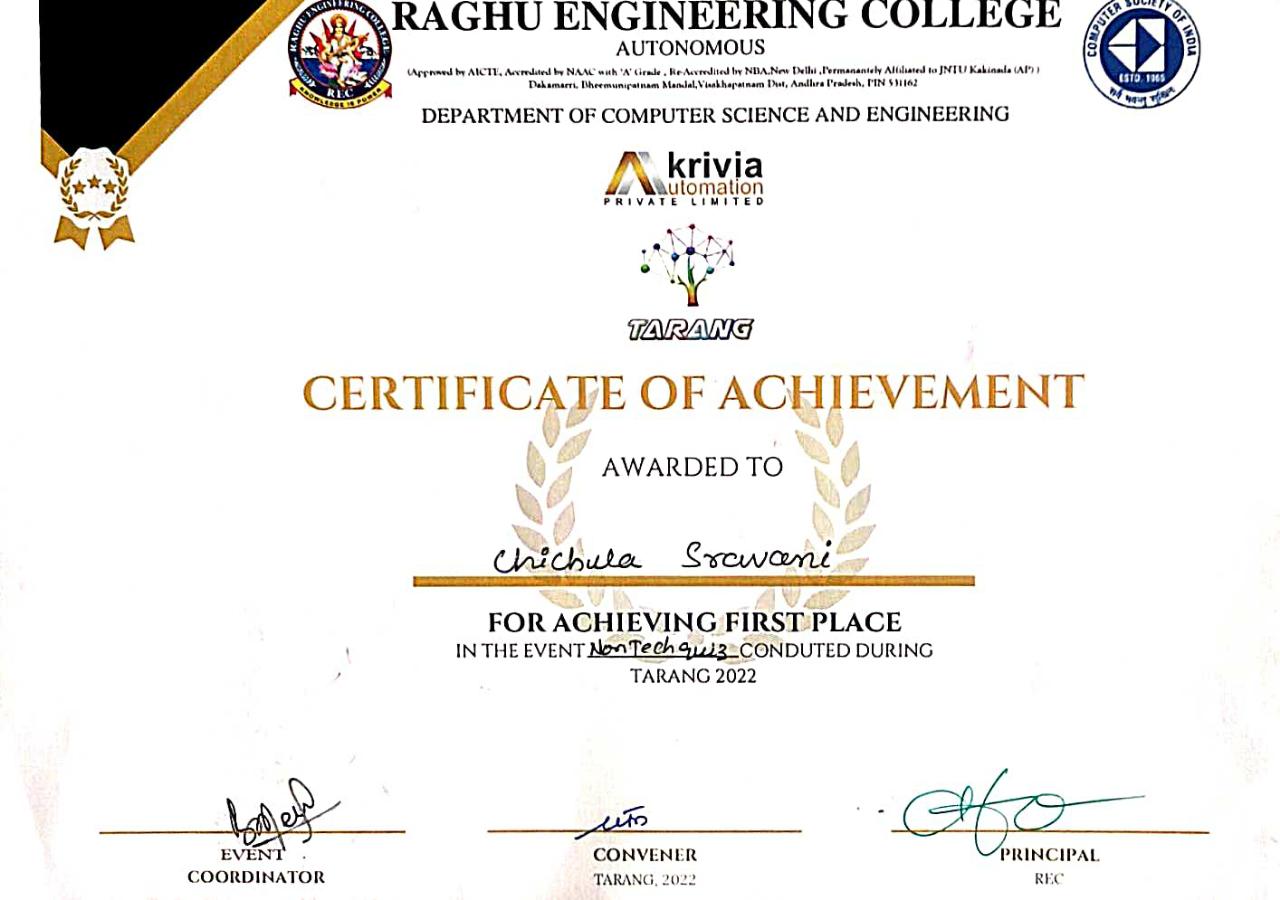 RAGHU ENGINEERING COLLEGE
AUTONOMOUS
(Approved by AICTE, Accredited by NAAC with 'A' Grade , Re-Accredited by NBA,New Delhi ,Permanantely Affiliated to JNTU Kakinada (AP) )
Dakamarri, Bheemunipatnam Mandal,Visakhapatnam Dist, Andhra Pradesh, PIN 531162
DEPARTMENT OF COMPUTER SCIENCE AND ENGINEERING
RAGHU ENGINEERING COLLEGE
REC
KNOWLEDGE IS POWER
COMPUTER SOCIETY OF INDIA
ESTD. 1965
krivia
utomation
PRIVATE LIMITED
TARANG
CERTIFICATE OF ACHIEVEMENT
AWARDED TO
Chichula Sravani
FOR ACHIEVING FIRST PLACE
IN THE EVENT Non Tech quiz CONDUTED DURING
TARANG 2022
EVENT
COORDINATOR
CONVENER
TARANG, 2022
PRINCIPAL
REC